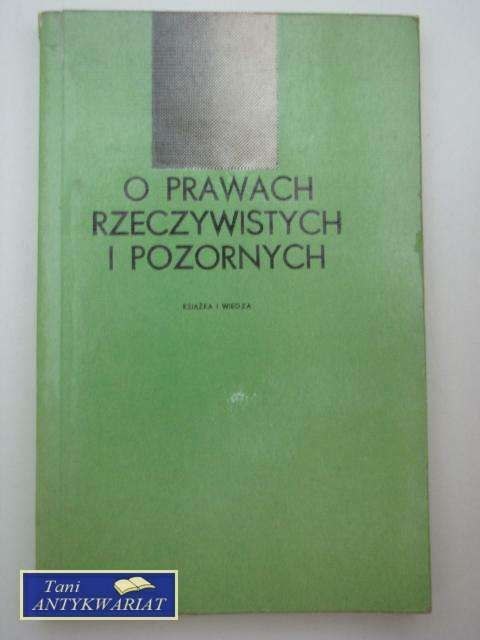 O PRAWACH
RZECZYWISTYCH
I POZORNYCH
KSIĄŻKA I WIEDZA
Tani
ANTYKWARIAT